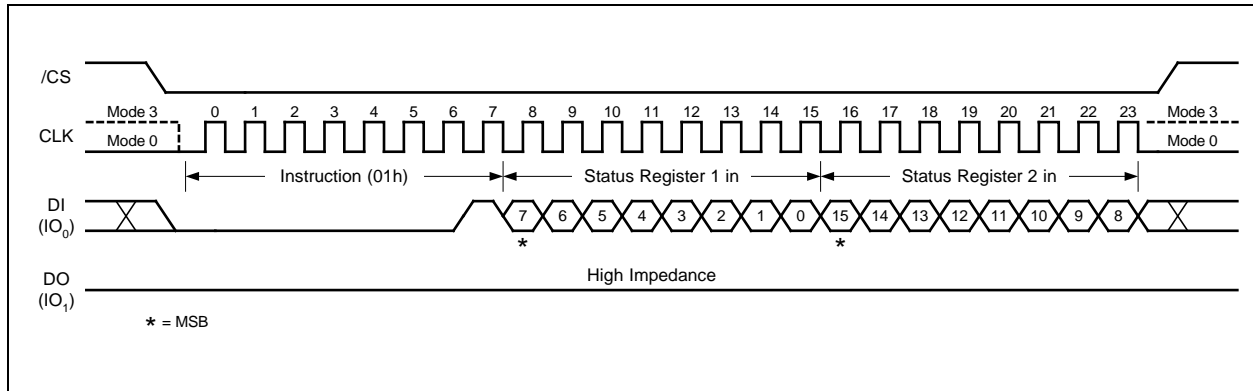 /CS
Mode 3 0 1 2 3 4 5 6 7 8 9 10 11 12 13 14 15 16 17 18 19 20 21 22 23 Mode 3
CLK
Mode 0 Mode 0
Instruction (01h) Status Register 1 in Status Register 2 in
DI
(IO0)
7 6 5 4 3 2 1 0 15 14 13 12 11 10 9 8
* *
High Impedance
DO
(IO1)
* = MSB